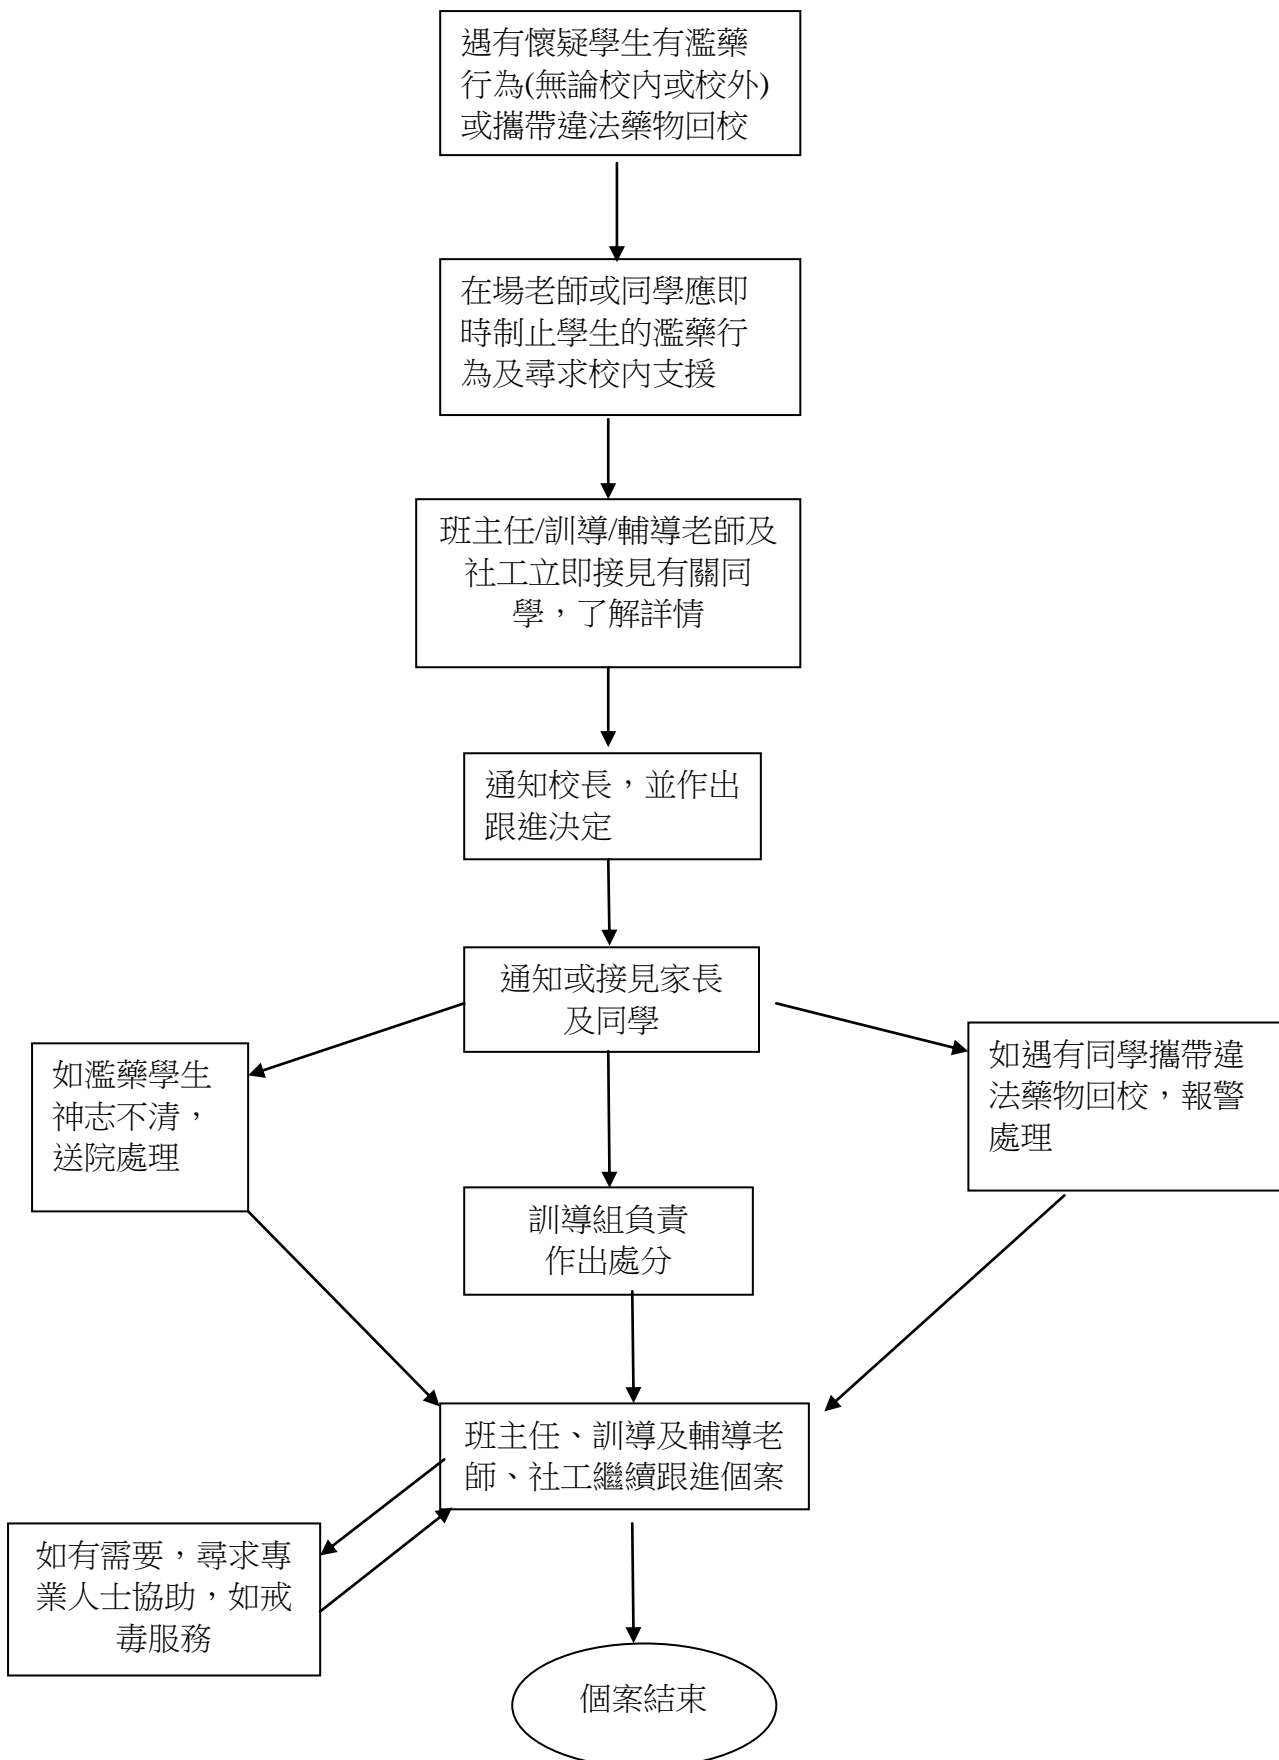 遇有懷疑學生有濫藥
行為(無論校內或校外)
或攜帶違法藥物回校
在場老師或同學應即
時制止學生的濫藥行
為及尋求校內支援
班主任/訓導/輔導老師及
社工立即接見有關同
學，了解詳情
通知校長，並作出
跟進決定
通知或接見家長
及同學
如濫藥學生
神志不清，
送院處理
如遇有同學攜帶違
法藥物回校，報警
處理
訓導組負責
作出處分
班主任、訓導及輔導老
師、社工繼續跟進個案
如有需要，尋求專
業人士協助，如戒
毒服務
個案結束